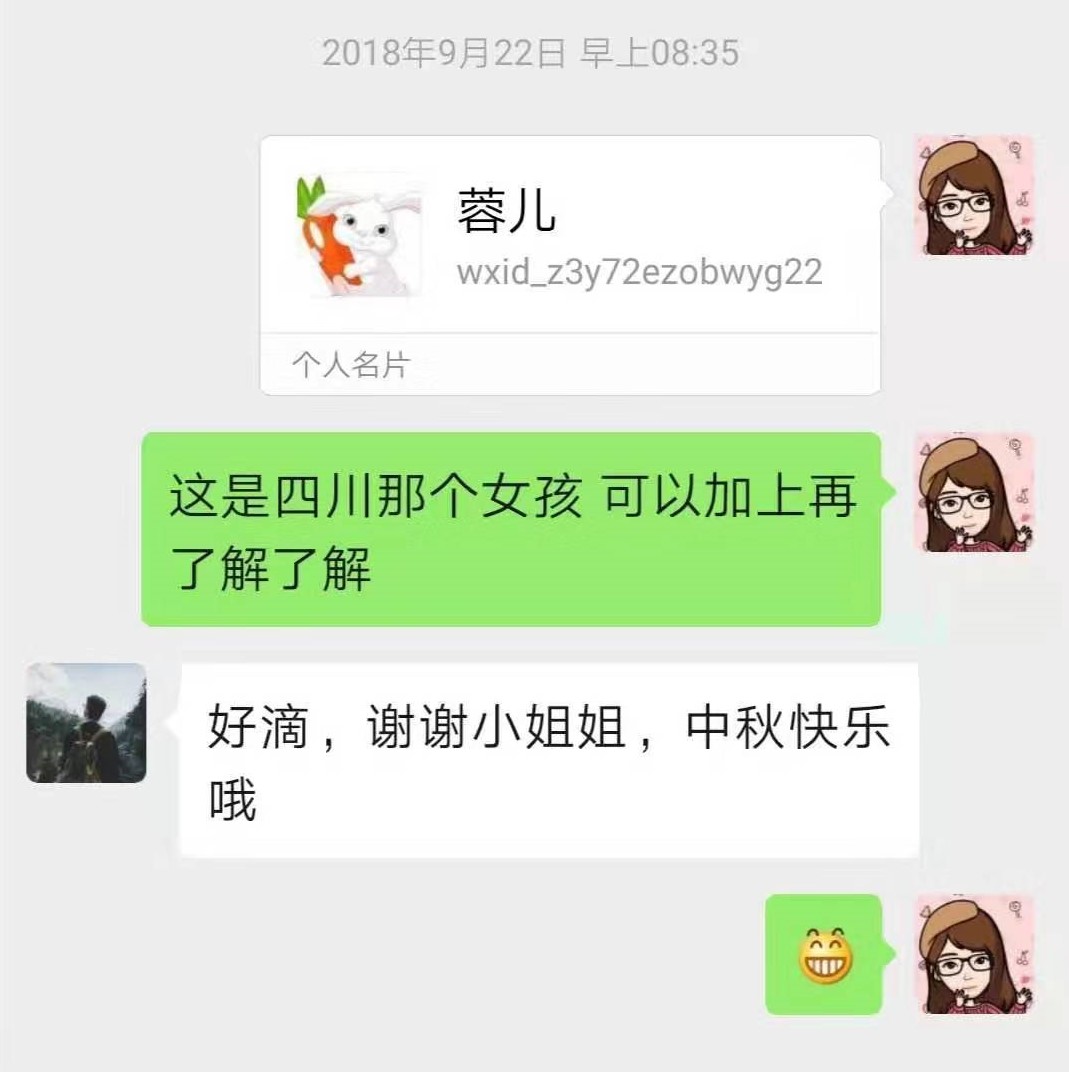 2018年9月22日 早上08:35
蓉儿
wxid_z3y72ezobwyg22
个人名片
这是四川那个女孩 可以加上再
了解了解
好滴，谢谢小姐姐，中秋快乐
哦